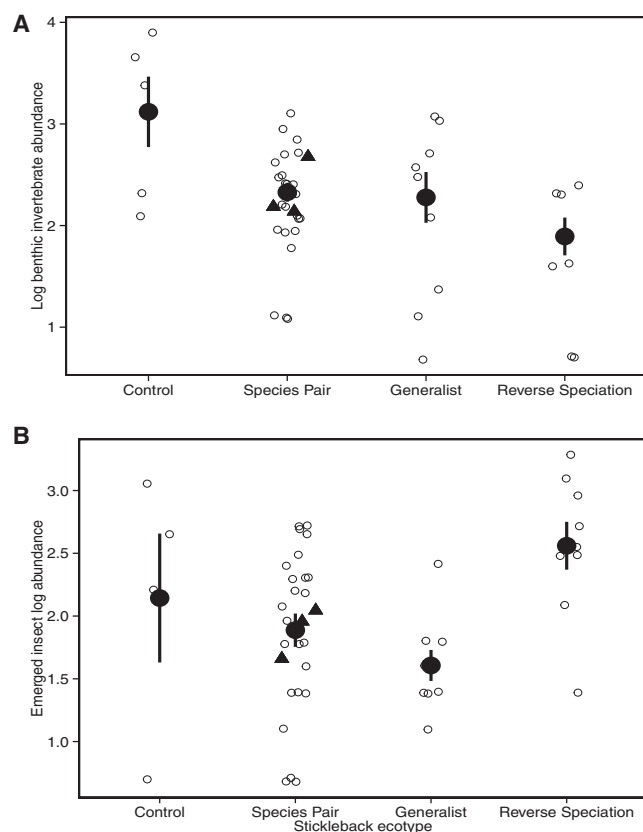 A
4
3
2
1
Log benthic invertebrate abundance
Control Species Pair Generalist Reverse Speciation
B
3.0
2.5
2.0
1.5
1.0
Emerged insect log abundance
Control Species Pair Generalist Reverse Speciation
Stickleback ecotype